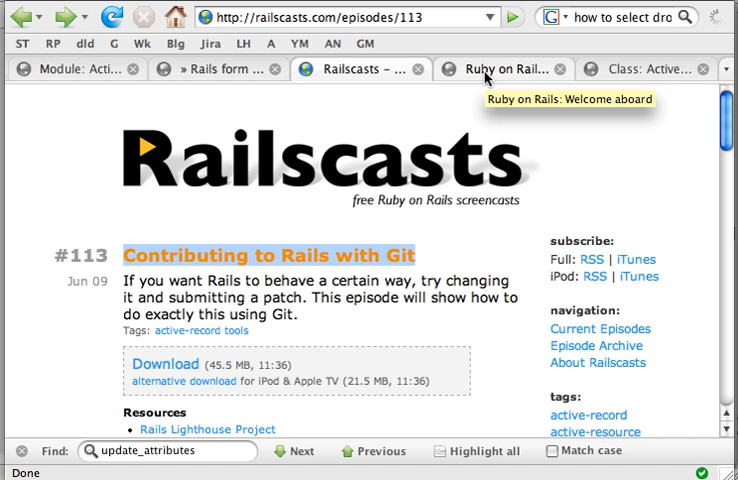 http://railscasts.com/episodes/113
how to select dro
ST RP dld G Wk Blg Jira LH A YM AN GM
Module: Acti... » Rails form ... Railscasts – ... Ruby on Rail... Class: Active...
Ruby on Rails: Welcome aboard
Railscasts
free Ruby on Rails screencasts
#113 Contributing to Rails with Git
Jun 09
If you want Rails to behave a certain way, try changing
it and submitting a patch. This episode will show how to
do exactly this using Git.
Tags: active-record tools
Download (45.5 MB, 11:36)
alternative download for iPod & Apple TV (21.5 MB, 11:36)
Resources
• Rails Lighthouse Project
subscribe:
Full: RSS | iTunes
iPod: RSS | iTunes
navigation:
Current Episodes
Episode Archive
About Railscasts
tags:
active-record
active-resource
Find: update_attributes Next Previous Highlight all Match case
Done